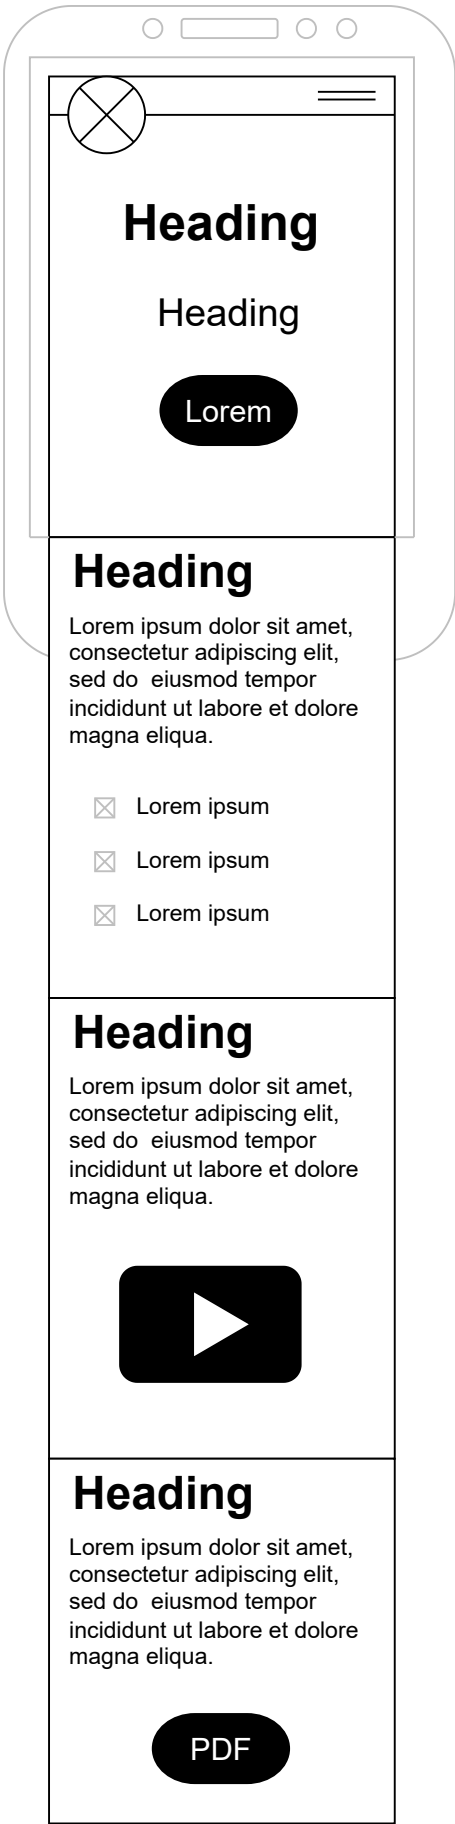 Heading
Heading
Lorem
Heading
Lorem ipsum dolor sit amet,
consectetur adipiscing elit,
sed do  eiusmod tempor
incididunt ut labore et dolore
magna eliqua.
Lorem ipsum
Lorem ipsum
Lorem ipsum
Heading
Lorem ipsum dolor sit amet,
consectetur adipiscing elit,
sed do  eiusmod tempor
incididunt ut labore et dolore
magna eliqua.
Heading
Lorem ipsum dolor sit amet,
consectetur adipiscing elit,
sed do  eiusmod tempor
incididunt ut labore et dolore
magna eliqua.
PDF